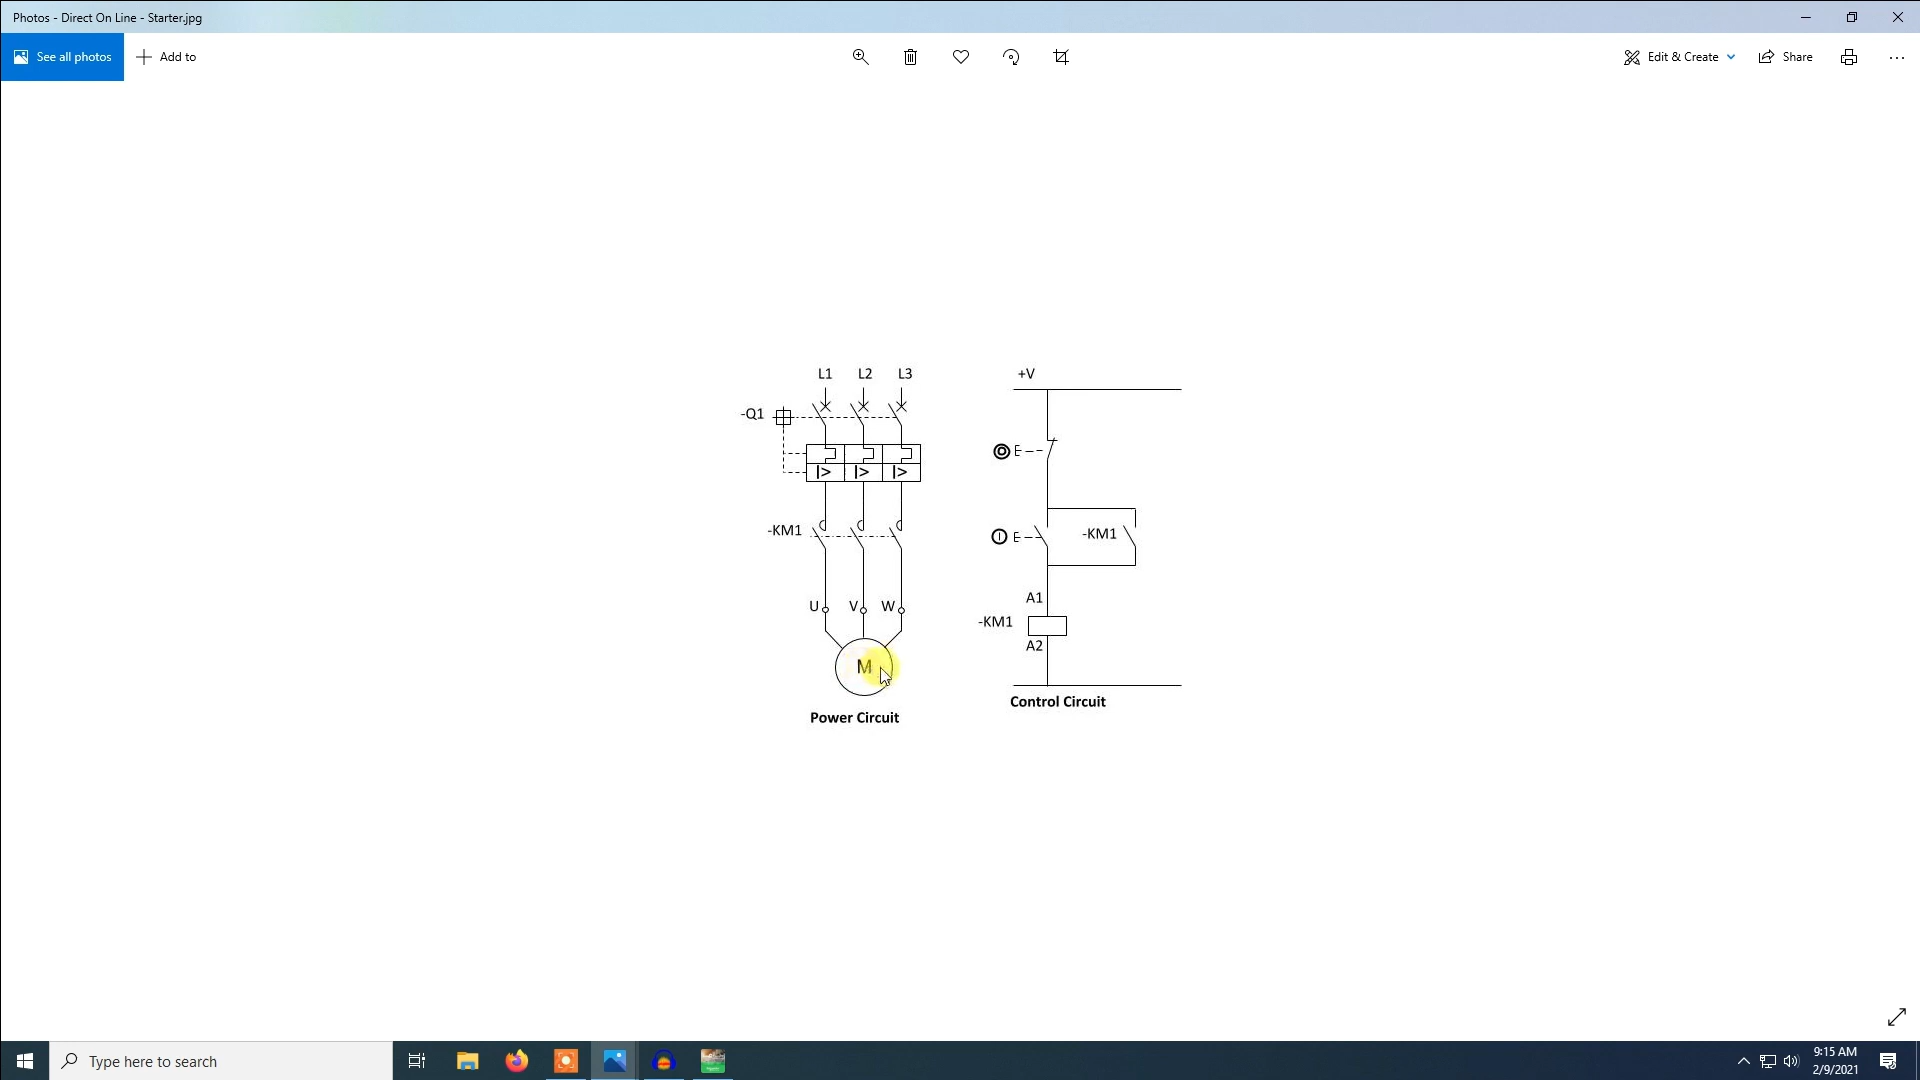 Photos - Direct On Line - Starter.jpg
See all photos
Add to
Edit & Create
Share
L1 L2 L3
-Q1
I> I> I>
-KM1
U V W
M
Power Circuit
+V
E
E
-KM1
A1
-KM1
A2
Control Circuit
Type here to search
9:15 AM
2/9/2021